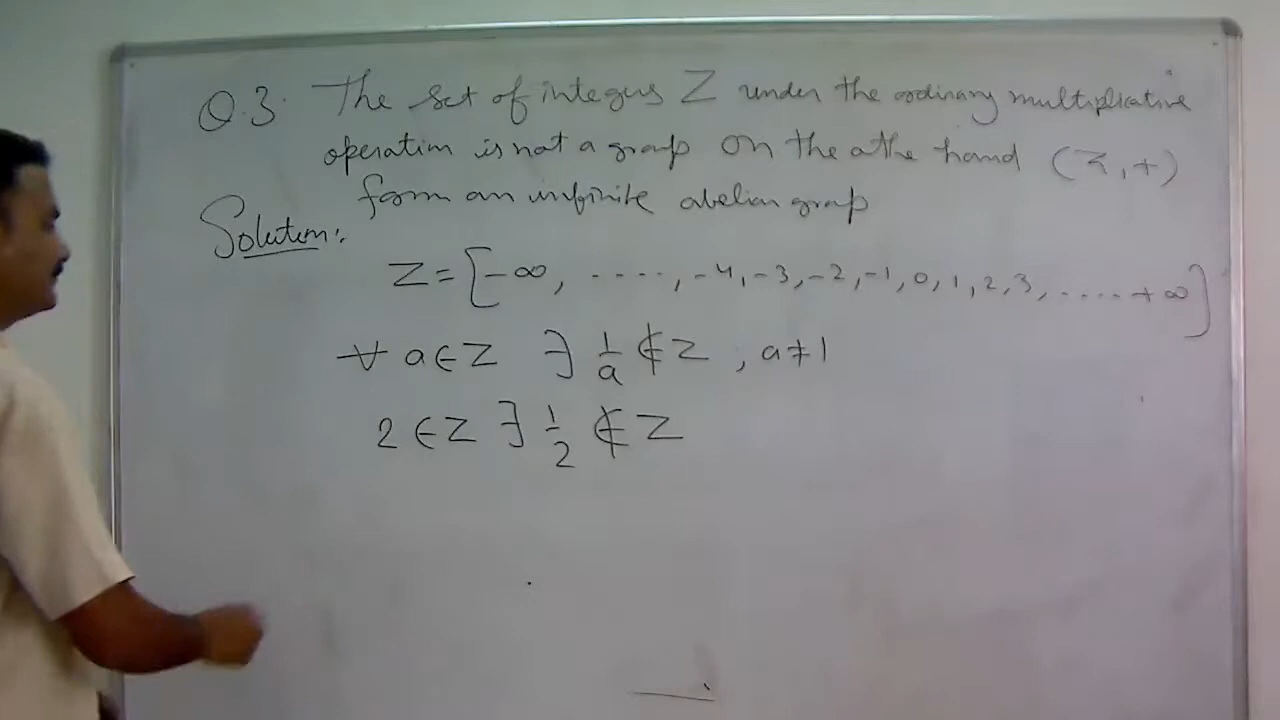 Q.3. The set of integers Z under the ordinary multiplicative
operation is not a group on the othe hand (Z, +)
form an infinite abelian group
Solution:.
Z = [-∞, ....., -4, -3, -2, -1, 0, 1, 2, 3, ..... +∞]
∀ a ∈ Z ∃ 1/a ∉ Z , a ≠ 1
2 ∈ Z ∃ 1/2 ∉ Z